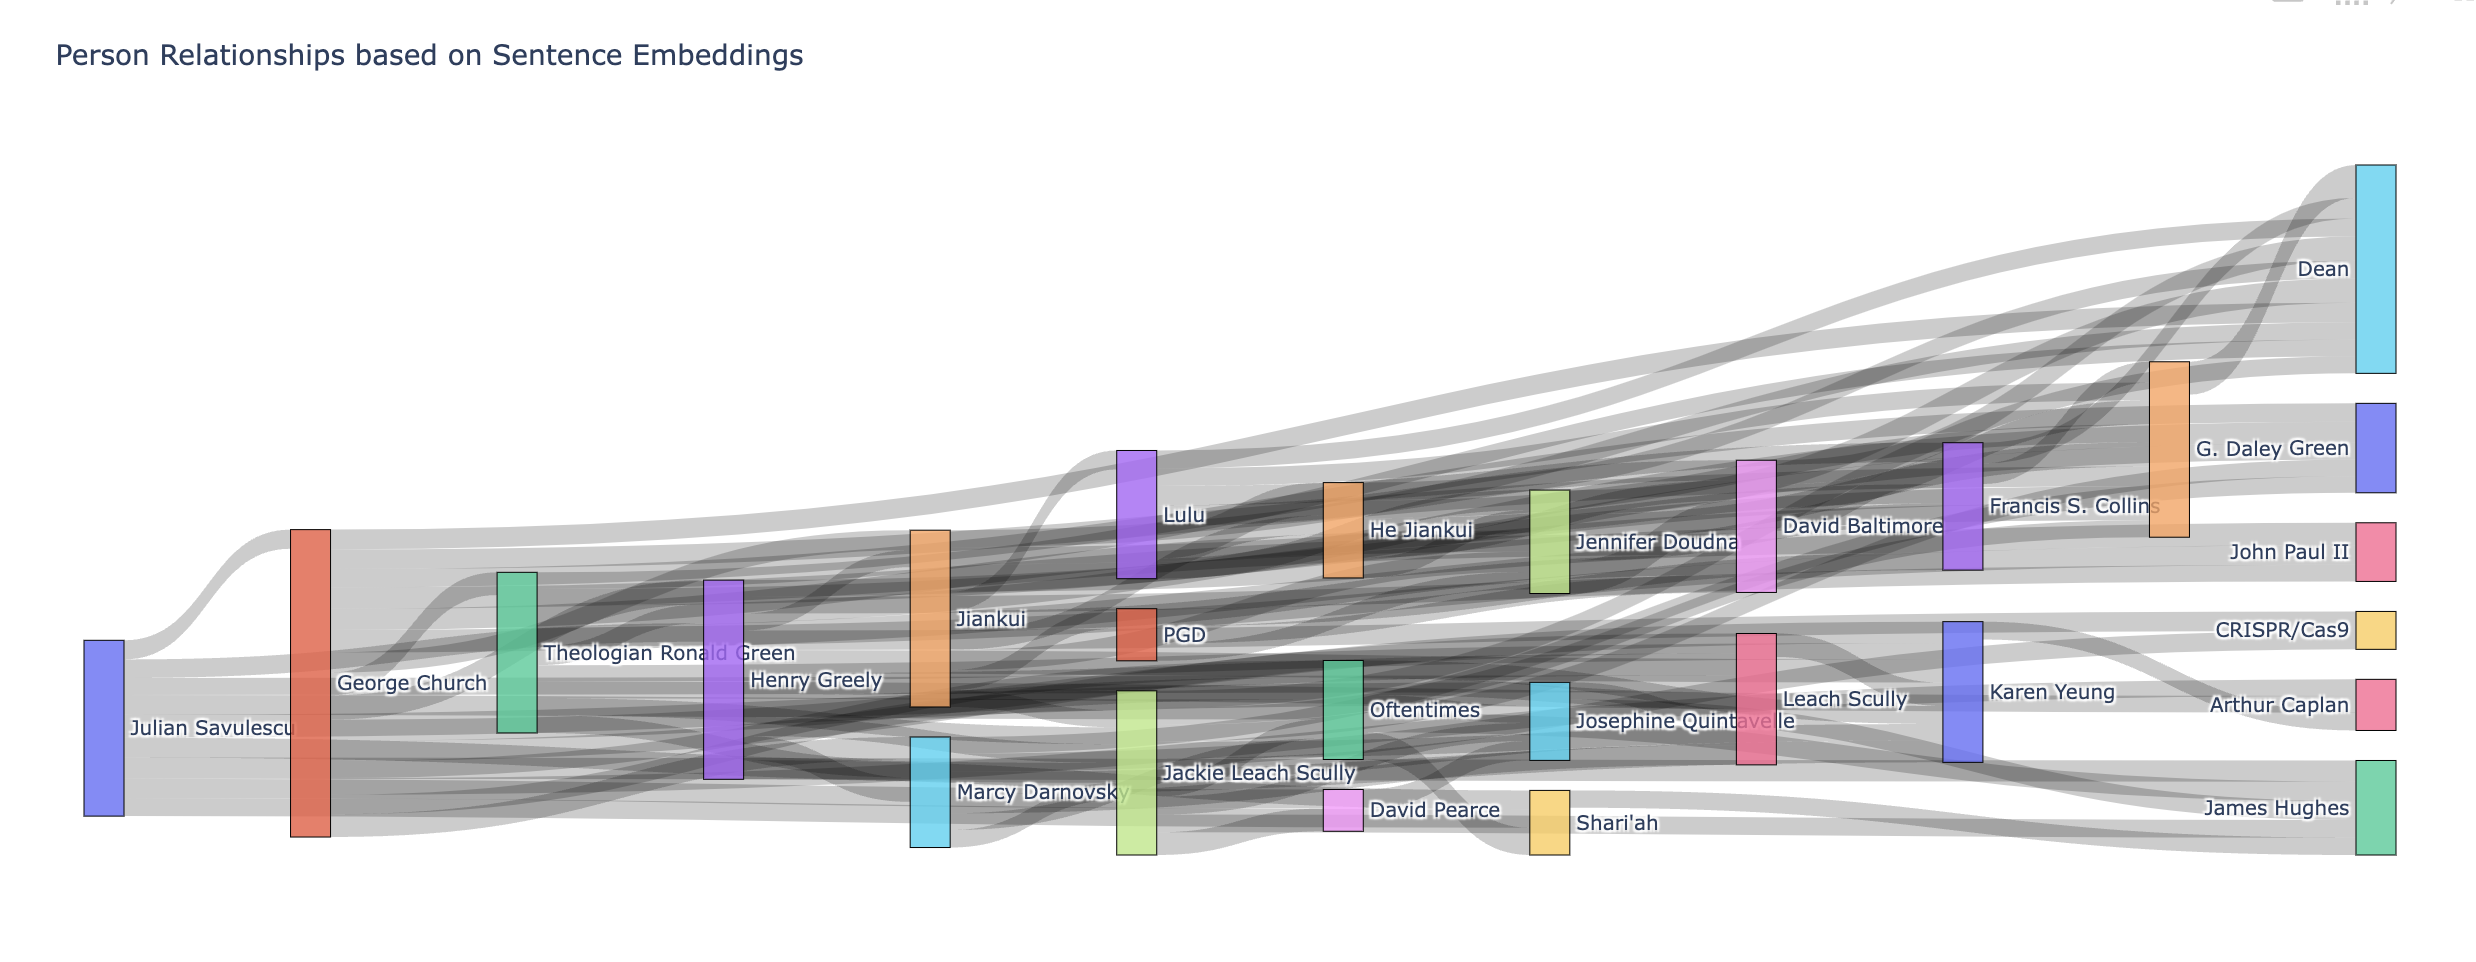 Person Relationships based on Sentence Embeddings
Julian Savulescu
George Church
Theologian Ronald Green
Henry Greely
Jiankui
Marcy Darnovsky
Lulu
PGD
Jackie Leach Scully
He Jiankui
Oftentimes
David Pearce
Jennifer Doudna
Josephine Quintavelle
Shari'ah
David Baltimore
Leach Scully
Francis S. Collins
Karen Yeung
Dean
G. Daley Green
John Paul II
CRISPR/Cas9
Arthur Caplan
James Hughes